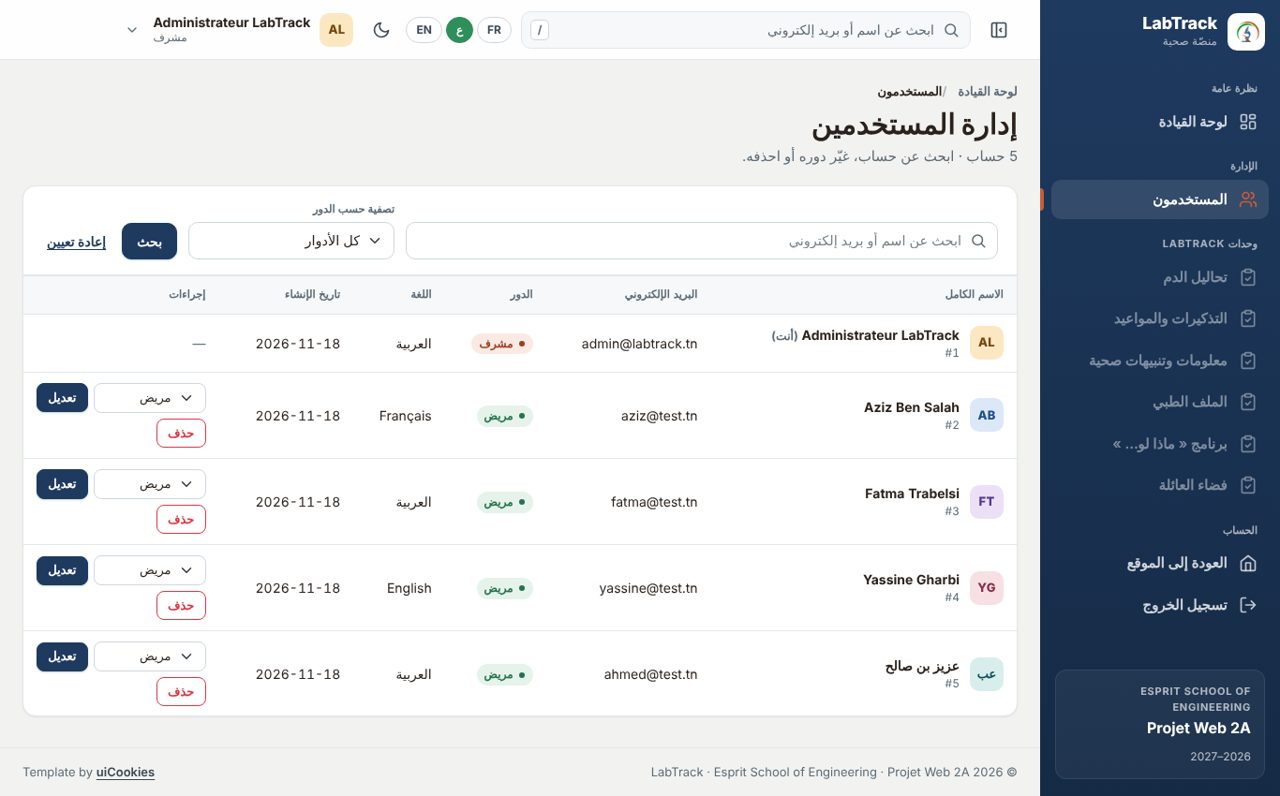 LabTrack
منصّة صحية
نظرة عامة
لوحة القيادة
الإدارة
المستخدمون
وحدات LABTRACK
تحاليل الدم
التذكيرات والمواعيد
معلومات وتنبيهات صحية
الملف الطبي
برنامج « ماذا لو... »
فضاء العائلة
الحساب
العودة إلى الموقع
تسجيل الخروج
ESPRIT SCHOOL OF
ENGINEERING
Projet Web 2A
2026–2027
ابحث عن اسم أو بريد إلكتروني /
FR ع EN
AL Administrateur LabTrack
مشرف
لوحة القيادة / المستخدمون
إدارة المستخدمين
5 حساب · ابحث عن حساب، غيّر دوره أو احذفه.
تصفية حسب الدور
ابحث عن اسم أو بريد إلكتروني كل الأدوار بحث إعادة تعيين
الاسم الكامل البريد الإلكتروني الدور اللغة تاريخ الإنشاء إجراءات
AL Administrateur LabTrack (أنت) admin@labtrack.tn مشرف العربية 2026-11-18 —
#1
AB Aziz Ben Salah aziz@test.tn مريض Français 2026-11-18 مريض تعديل
#2 حذف
FT Fatma Trabelsi fatma@test.tn مريض العربية 2026-11-18 مريض تعديل
#3 حذف
YG Yassine Gharbi yassine@test.tn مريض English 2026-11-18 مريض تعديل
#4 حذف
عب عزيز بن صالح ahmed@test.tn مريض العربية 2026-11-18 مريض تعديل
#5 حذف
LabTrack · Esprit School of Engineering · Projet Web 2A 2026 ©
Template by uiCookies